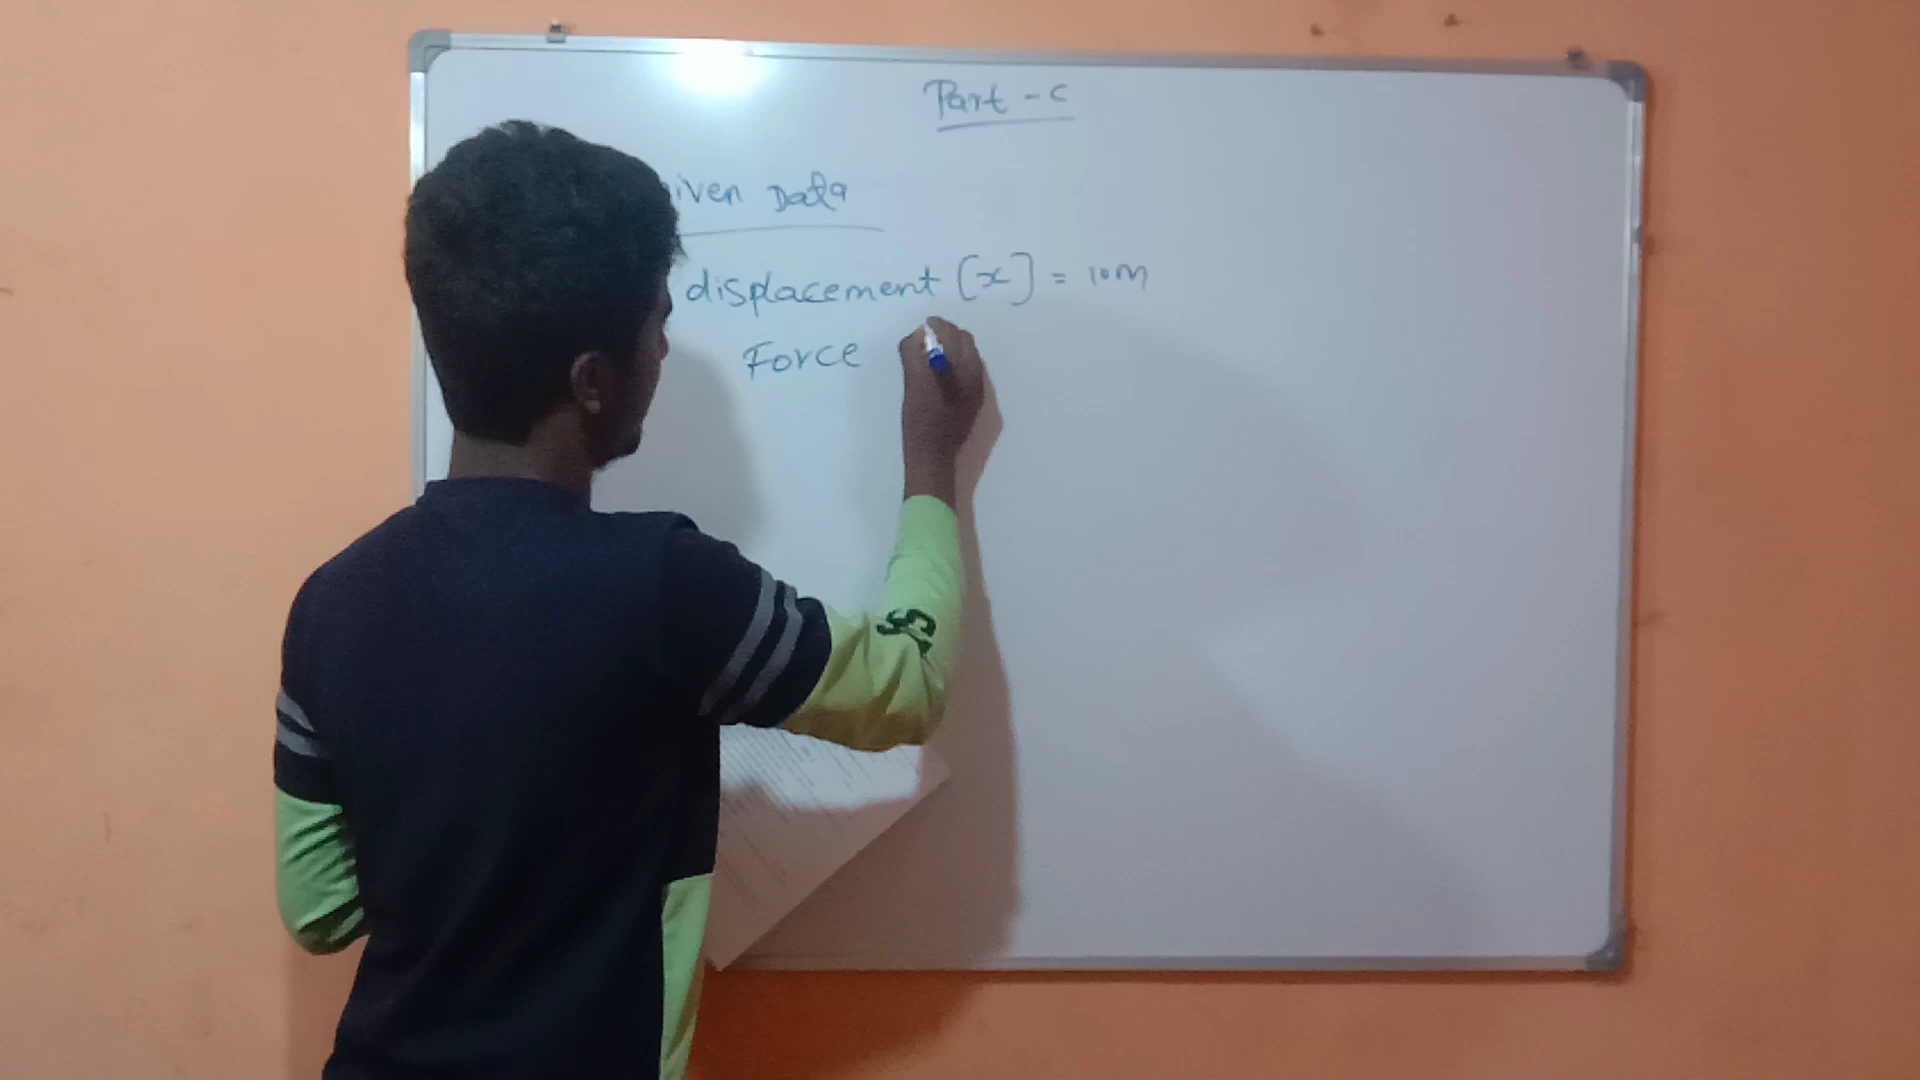 Part - C
iven Data
displacement [x] = 10m
Force